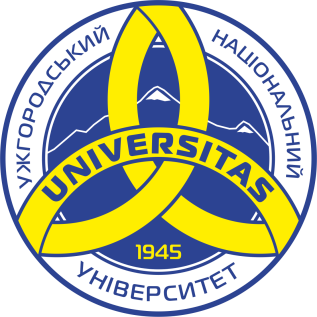 УЖГОРОДСЬКИЙ
НАЦІОНАЛЬНИЙ
УНІВЕРСИТЕТ
UNIVERSITAS
1945